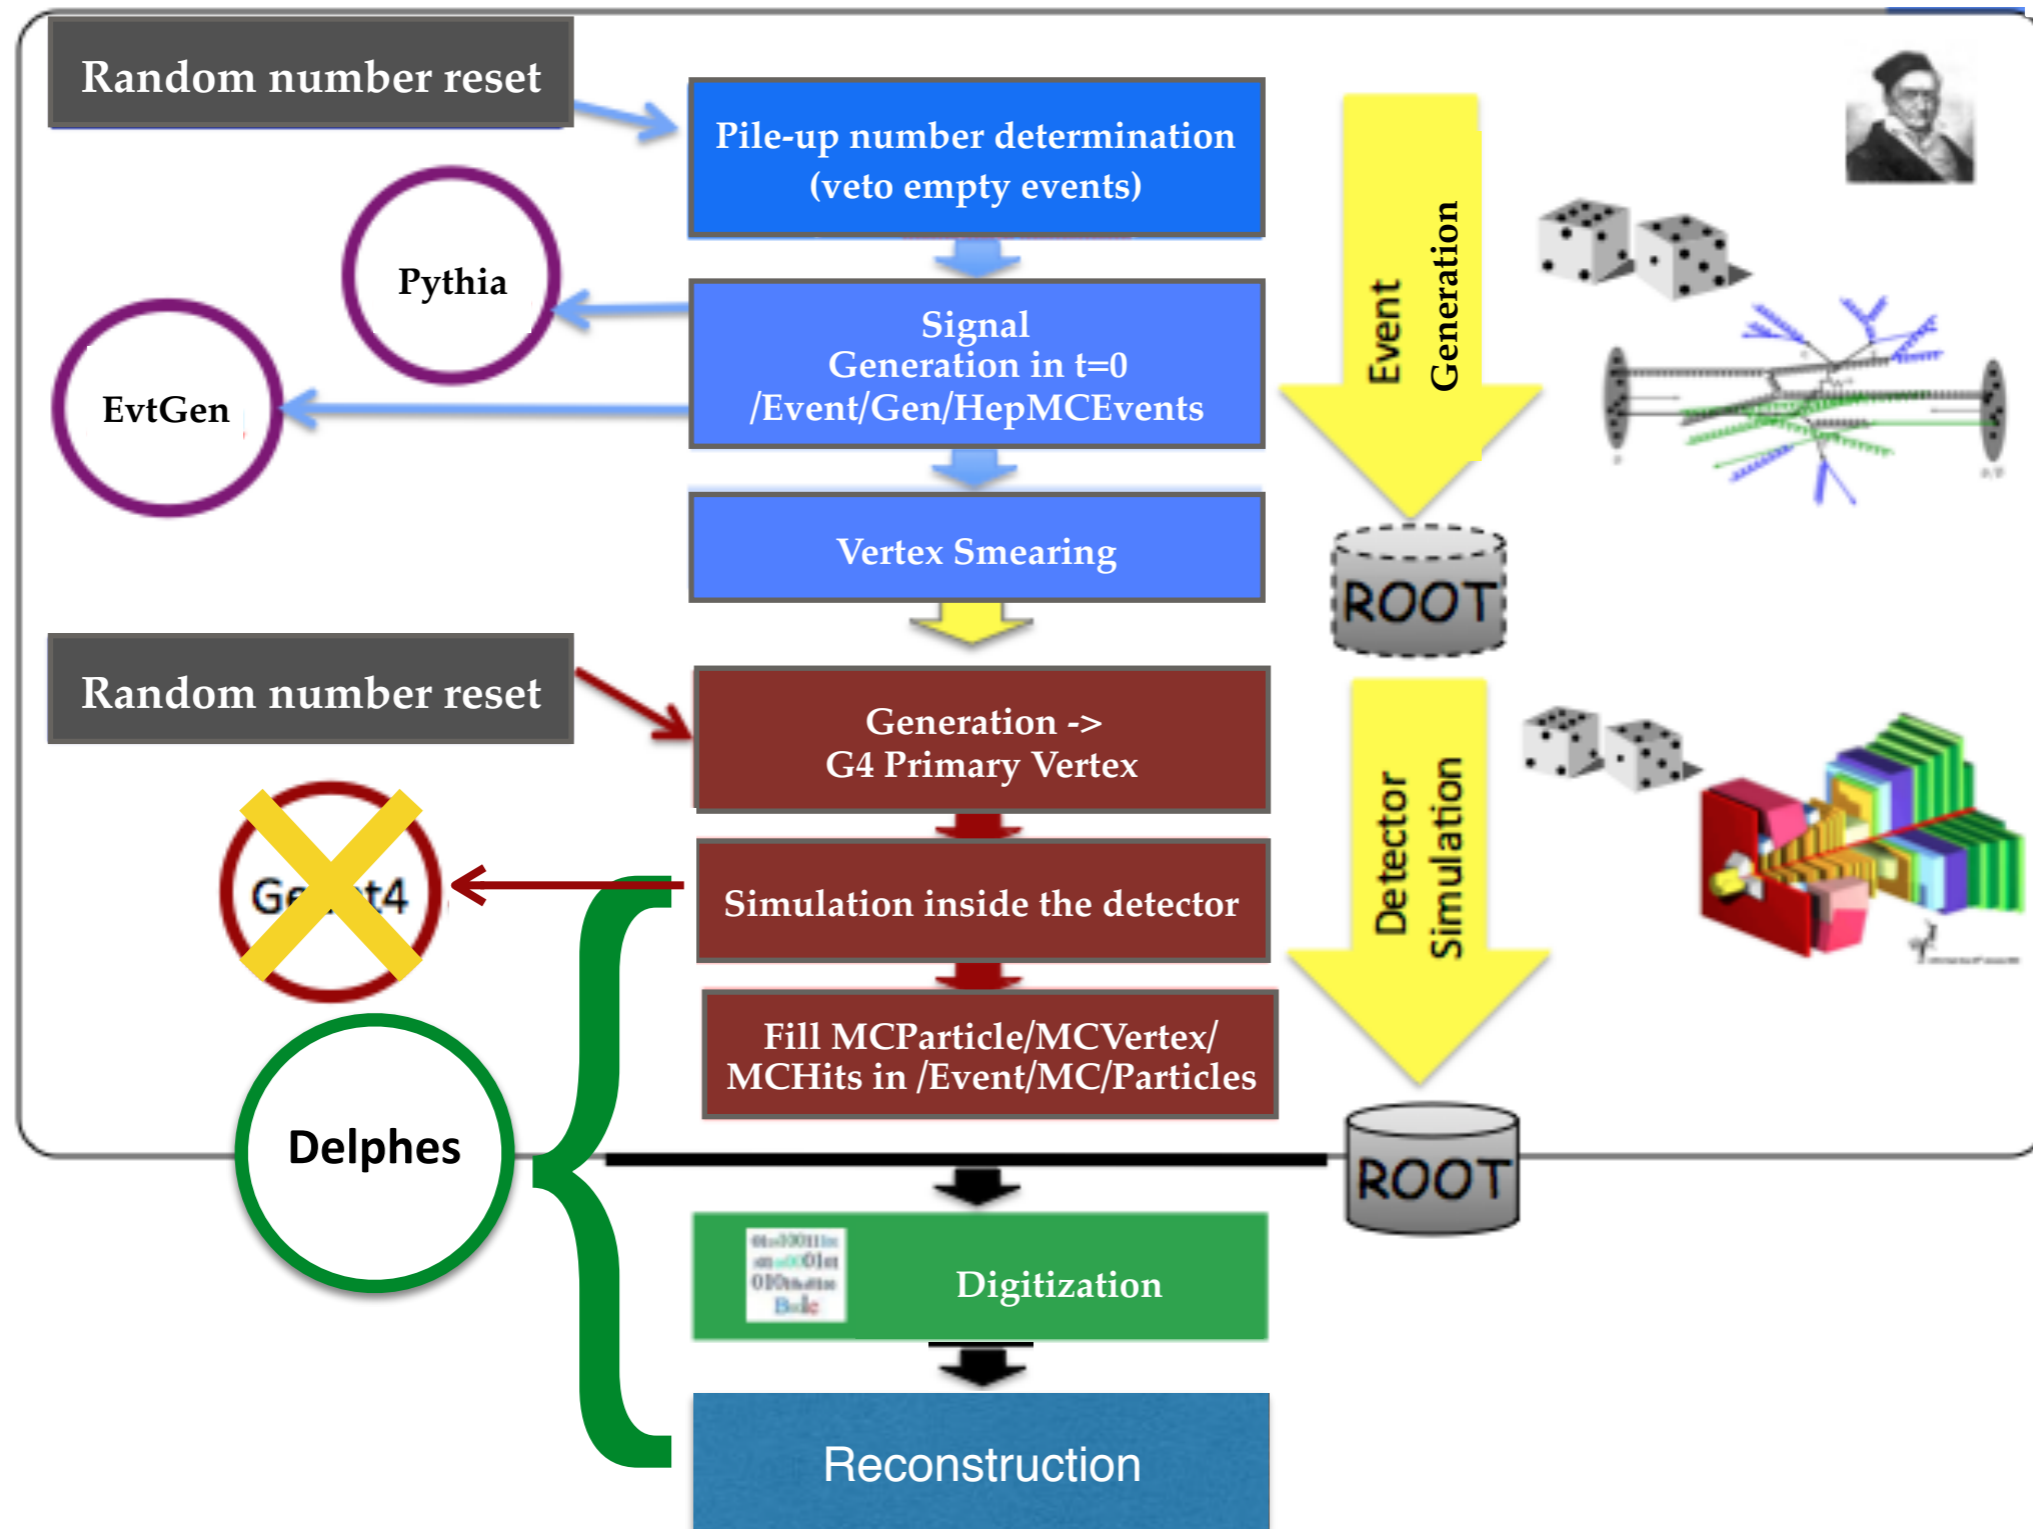 Random number reset
Pile-up number determination
(veto empty events)
Pythia
EvtGen
Signal
Generation in t=0
/Event/Gen/HepMCEvents
Event
Generation
Vertex Smearing
ROOT
Random number reset
Generation ->
G4 Primary Vertex
Detector
Simulation
Simulation inside the detector
Fill MCParticle/MCVertex/
MCHits in /Event/MC/Particles
Delphes
ROOT
Digitization
Reconstruction